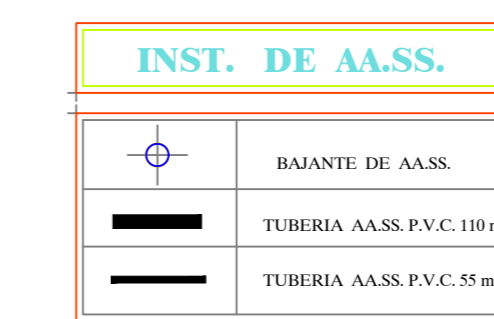 INST. DE AA.SS.
BAJANTE DE AA.SS.
TUBERIA AA.SS. P.V.C. 110
TUBERIA AA.SS. P.V.C. 55 m